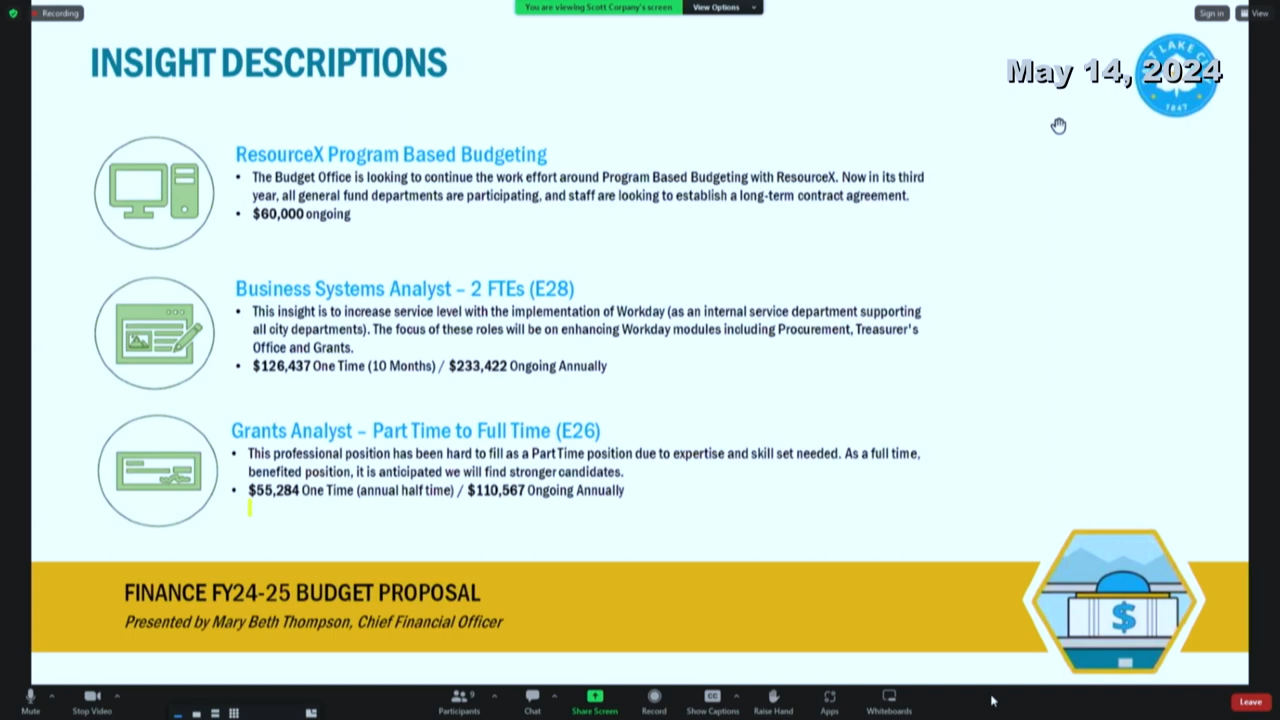 Recording
You are viewing Scott Corpany's screen
View Options
Sign in
View
INSIGHT DESCRIPTIONS
May 14, 2024
LAKE
1847
ResourceX Program Based Budgeting
• The Budget Office is looking to continue the work effort around Program Based Budgeting with ResourceX. Now in its third
year, all general fund departments are participating, and staff are looking to establish a long-term contract agreement.
• $60,000 ongoing
Business Systems Analyst – 2 FTEs (E28)
• This insight is to increase service level with the implementation of Workday (as an internal service department supporting
all city departments). The focus of these roles will be on enhancing Workday modules including Procurement, Treasurer's
Office and Grants.
• $126,437 One Time (10 Months) / $233,422 Ongoing Annually
Grants Analyst – Part Time to Full Time (E26)
• This professional position has been hard to fill as a Part Time position due to expertise and skill set needed. As a full time,
benefited position, it is anticipated we will find stronger candidates.
• $55,284 One Time (annual half time) / $110,567 Ongoing Annually
FINANCE FY24-25 BUDGET PROPOSAL
Presented by Mary Beth Thompson, Chief Financial Officer
$
Mute
Stop Video
Participants
9
Chat
Share Screen
Record
CC
Show Captions
Raise Hand
Apps
Whiteboards
Leave